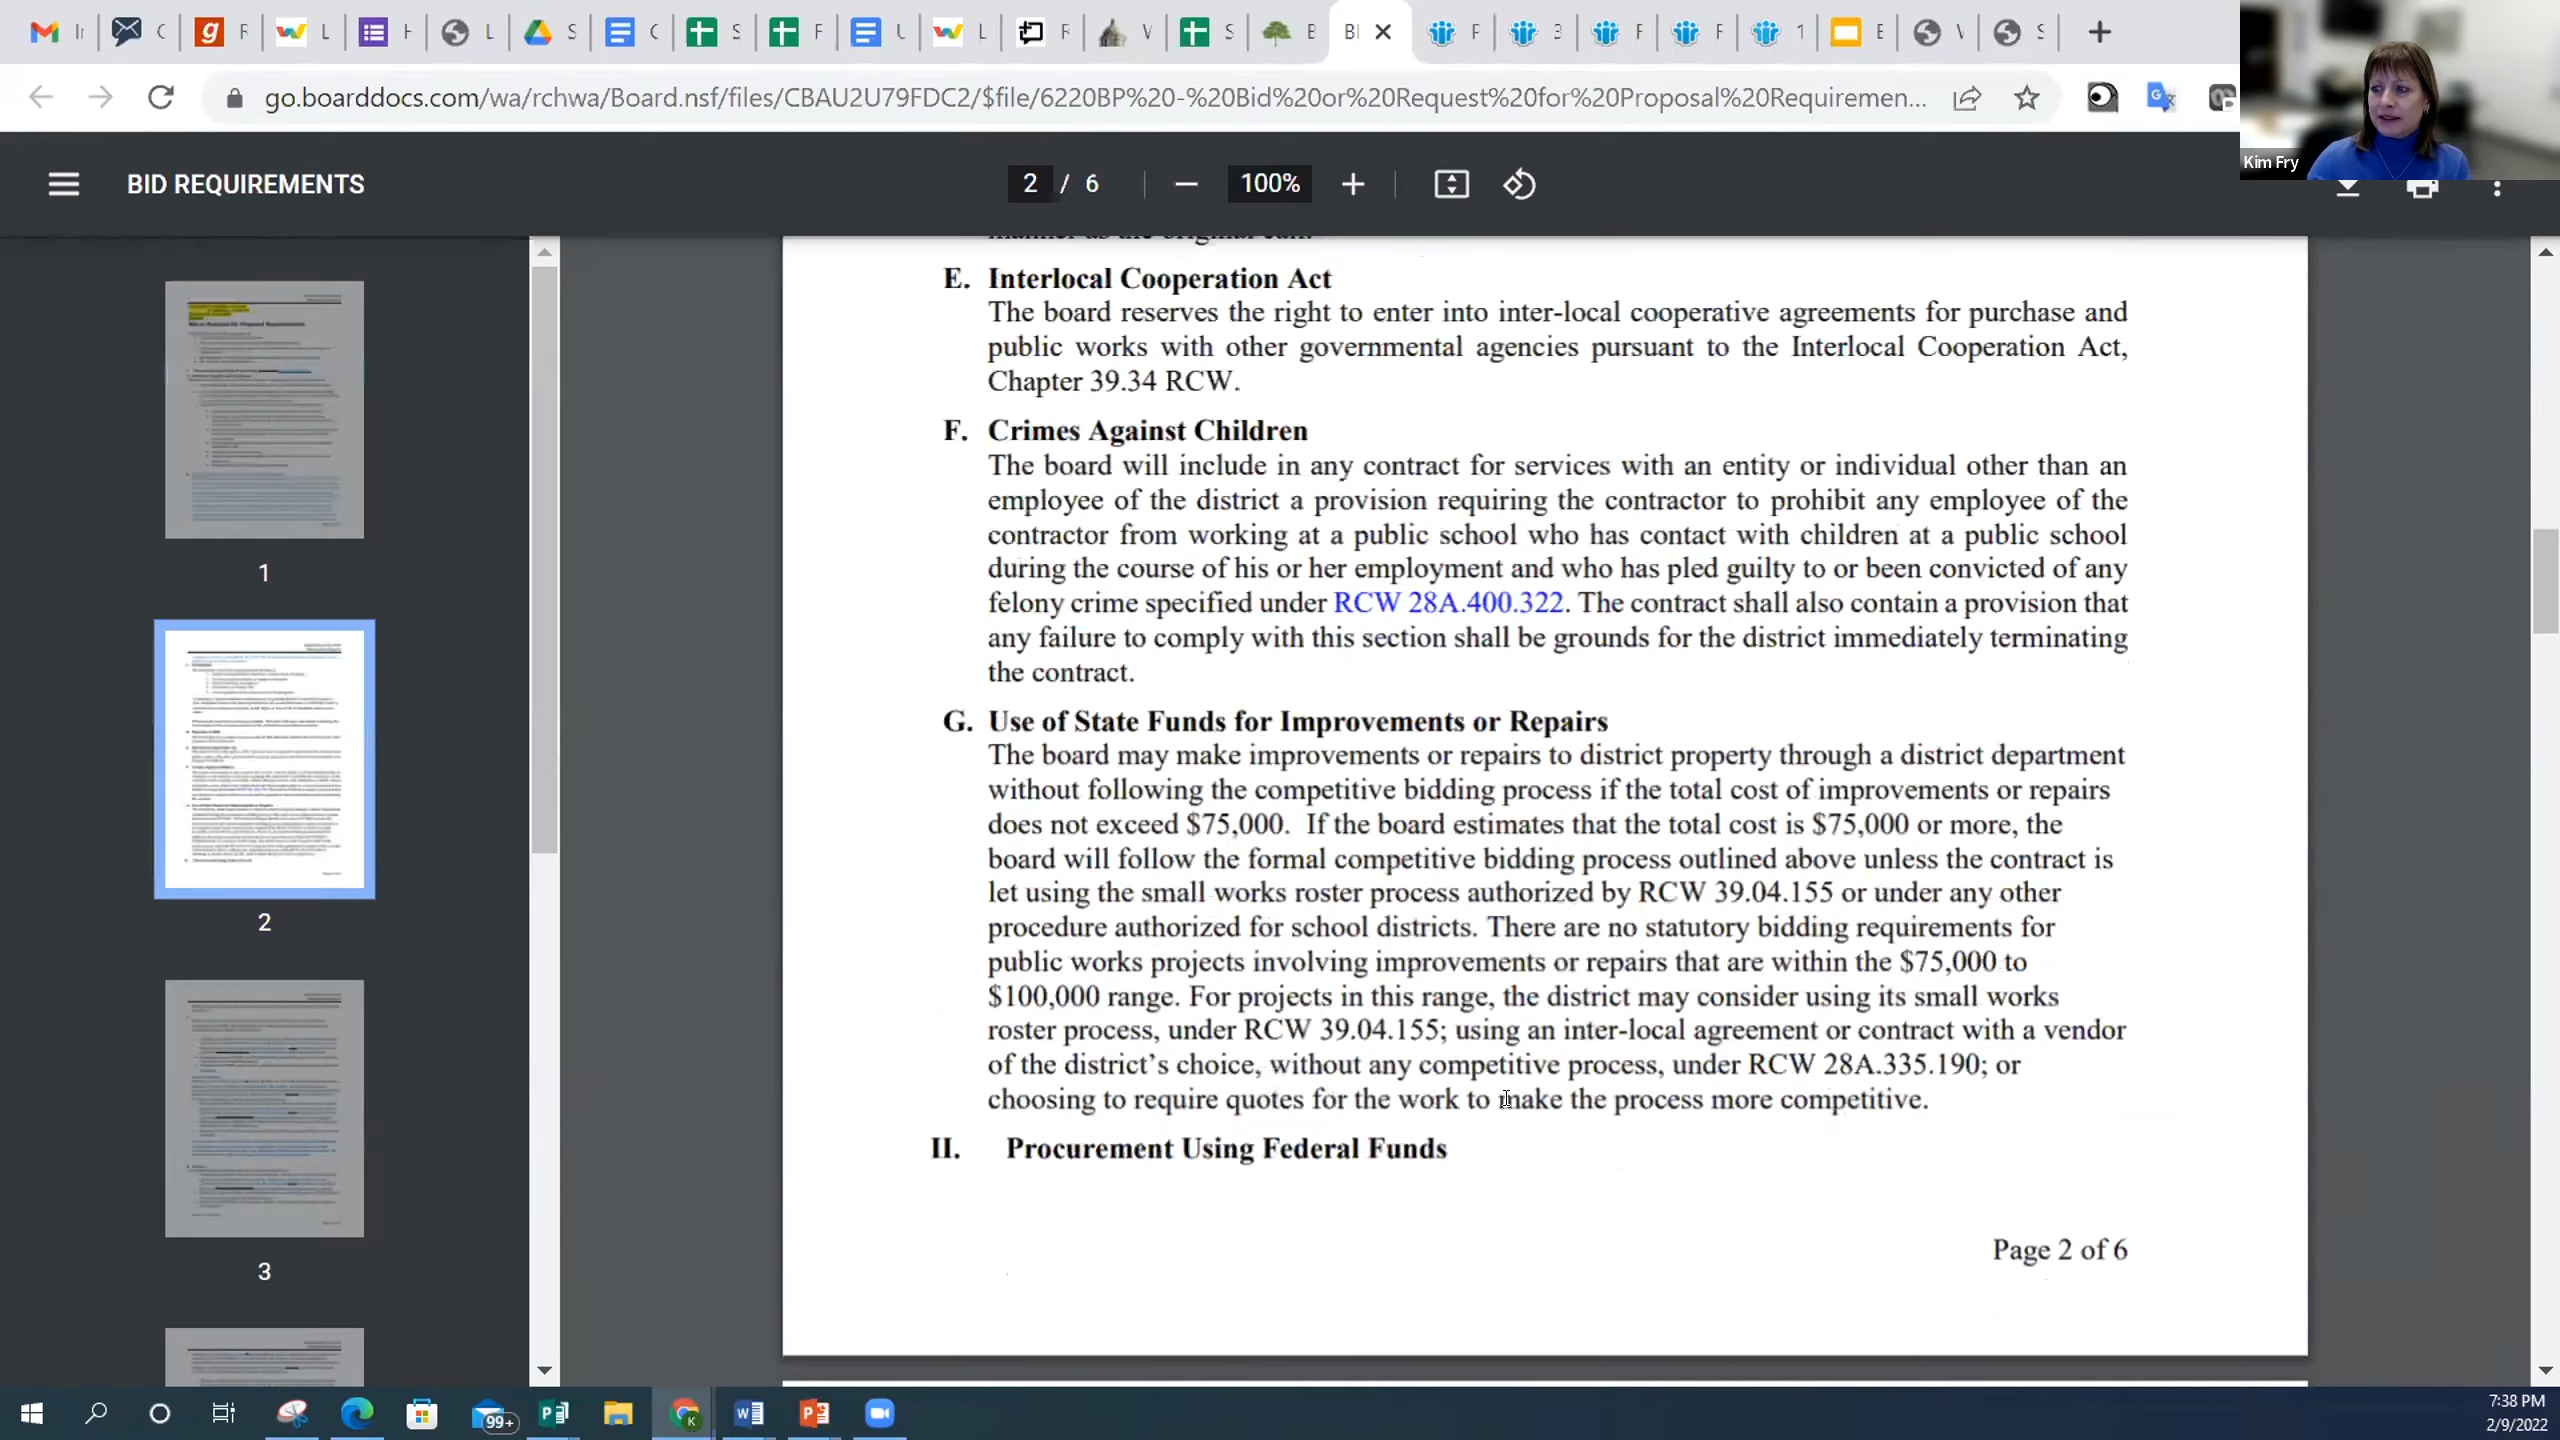 go.boarddocs.com/wa/rchwa/Board.nsf/files/CBAU2U79FDC2/$file/6220BP%20-%20Bid%20or%20Request%20for%20Proposal%20Requiremen...
Kim Fry
BID REQUIREMENTS
2 / 6
100%
E. Interlocal Cooperation Act
The board reserves the right to enter into inter-local cooperative agreements for purchase and
public works with other governmental agencies pursuant to the Interlocal Cooperation Act,
Chapter 39.34 RCW.
F. Crimes Against Children
The board will include in any contract for services with an entity or individual other than an
employee of the district a provision requiring the contractor to prohibit any employee of the
contractor from working at a public school who has contact with children at a public school
during the course of his or her employment and who has pled guilty to or been convicted of any
felony crime specified under RCW 28A.400.322. The contract shall also contain a provision that
any failure to comply with this section shall be grounds for the district immediately terminating
the contract.
G. Use of State Funds for Improvements or Repairs
The board may make improvements or repairs to district property through a district department
without following the competitive bidding process if the total cost of improvements or repairs
does not exceed $75,000. If the board estimates that the total cost is $75,000 or more, the
board will follow the formal competitive bidding process outlined above unless the contract is
let using the small works roster process authorized by RCW 39.04.155 or under any other
procedure authorized for school districts. There are no statutory bidding requirements for
public works projects involving improvements or repairs that are within the $75,000 to
$100,000 range. For projects in this range, the district may consider using its small works
roster process, under RCW 39.04.155; using an inter-local agreement or contract with a vendor
of the district's choice, without any competitive process, under RCW 28A.335.190; or
choosing to require quotes for the work to make the process more competitive.
II. Procurement Using Federal Funds
Page 2 of 6
1
2
3
99+
7:38 PM
2/9/2022